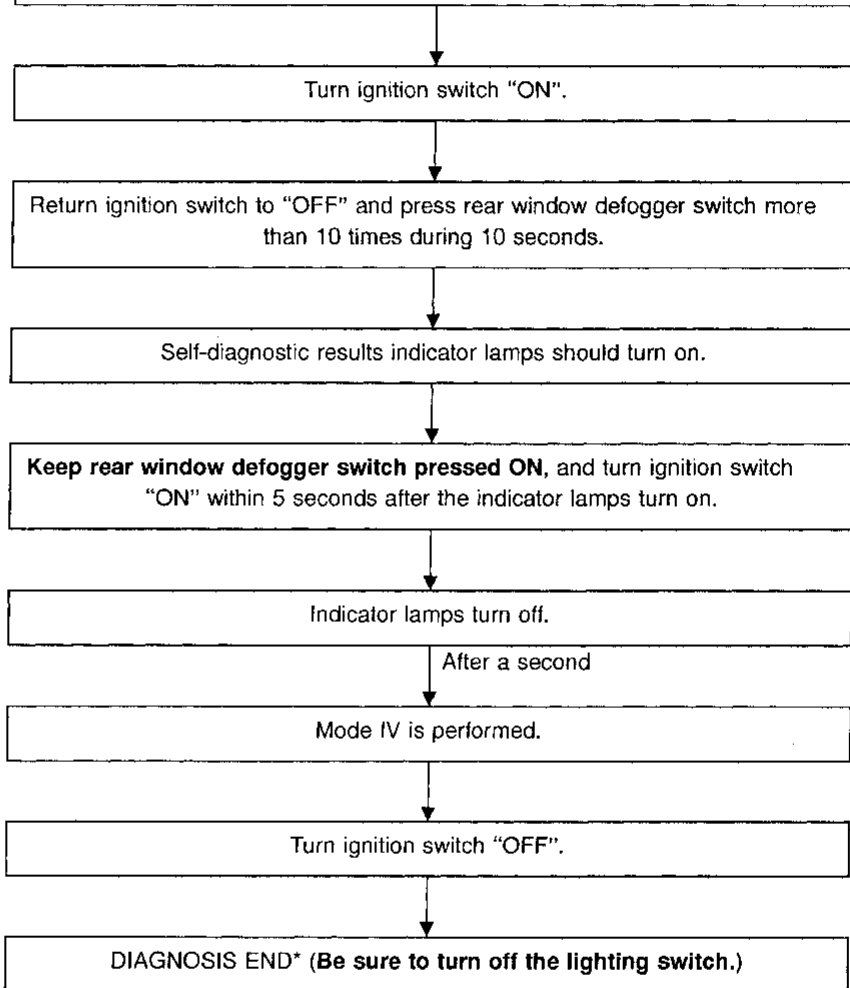 Turn ignition switch “ON”.
Return ignition switch to “OFF” and press rear window defogger switch more
than 10 times during 10 seconds.
Self-diagnostic results indicator lamps should turn on.
Keep rear window defogger switch pressed ON, and turn ignition switch
“ON” within 5 seconds after the indicator lamps turn on.
Indicator lamps turn off.
After a second
Mode IV is performed.
Turn ignition switch “OFF”.
DIAGNOSIS END* (Be sure to turn off the lighting switch.)